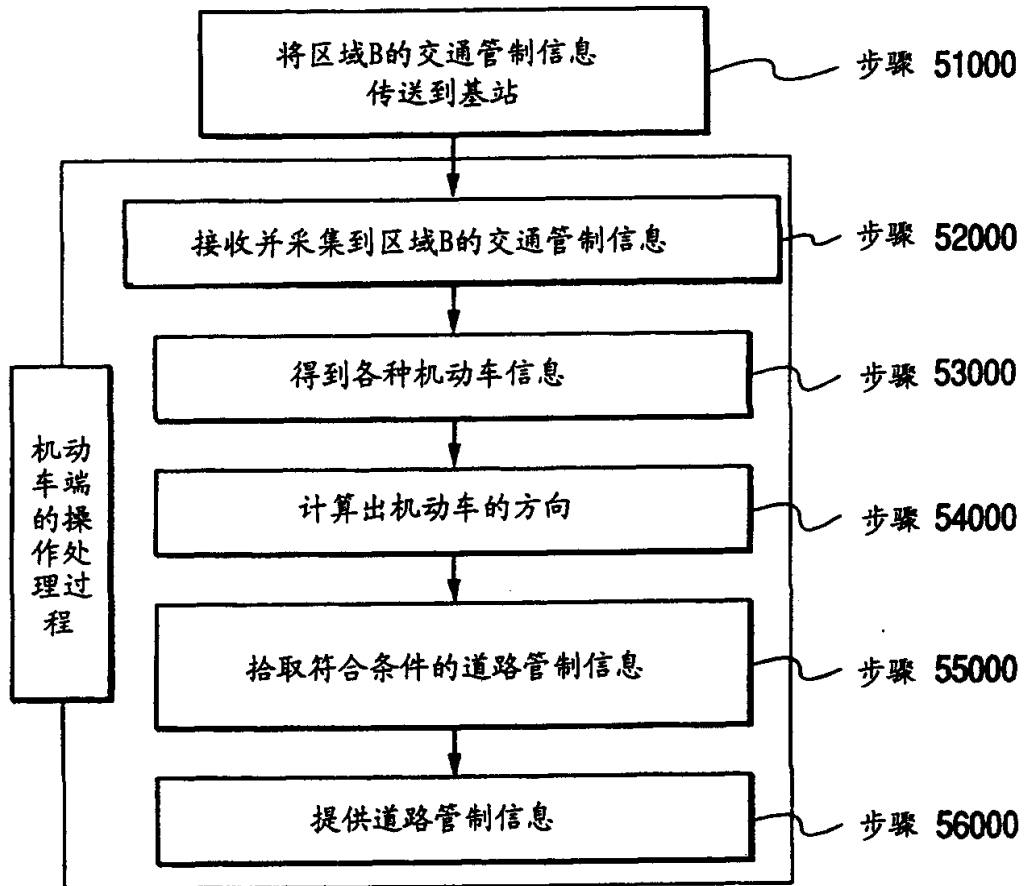 将区域B的交通管制信息
传送到基站
步骤 51000
接收并采集到区域B的交通管制信息
步骤 52000
得到各种机动车信息
步骤 53000
机动
车端
的操
作处
理过
程
计算出机动车的方向
步骤 54000
拾取符合条件的道路管制信息
步骤 55000
提供道路管制信息
步骤 56000